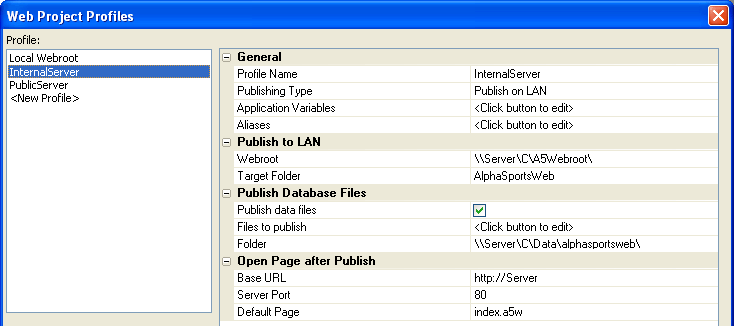 Web Project Profiles
Profile:
Local Webroot
InternalServer
PublicServer
<New Profile>
General
Profile Name InternalServer
Publishing Type Publish on LAN
Application Variables <Click button to edit>
Aliases <Click button to edit>
Publish to LAN
Webroot \\Server\C\A5Webroot\
Target Folder AlphaSportsWeb
Publish Database Files
Publish data files
Files to publish <Click button to edit>
Folder \\Server\C\Data\alphasportsweb\
Open Page after Publish
Base URL http://Server
Server Port 80
Default Page index.a5w